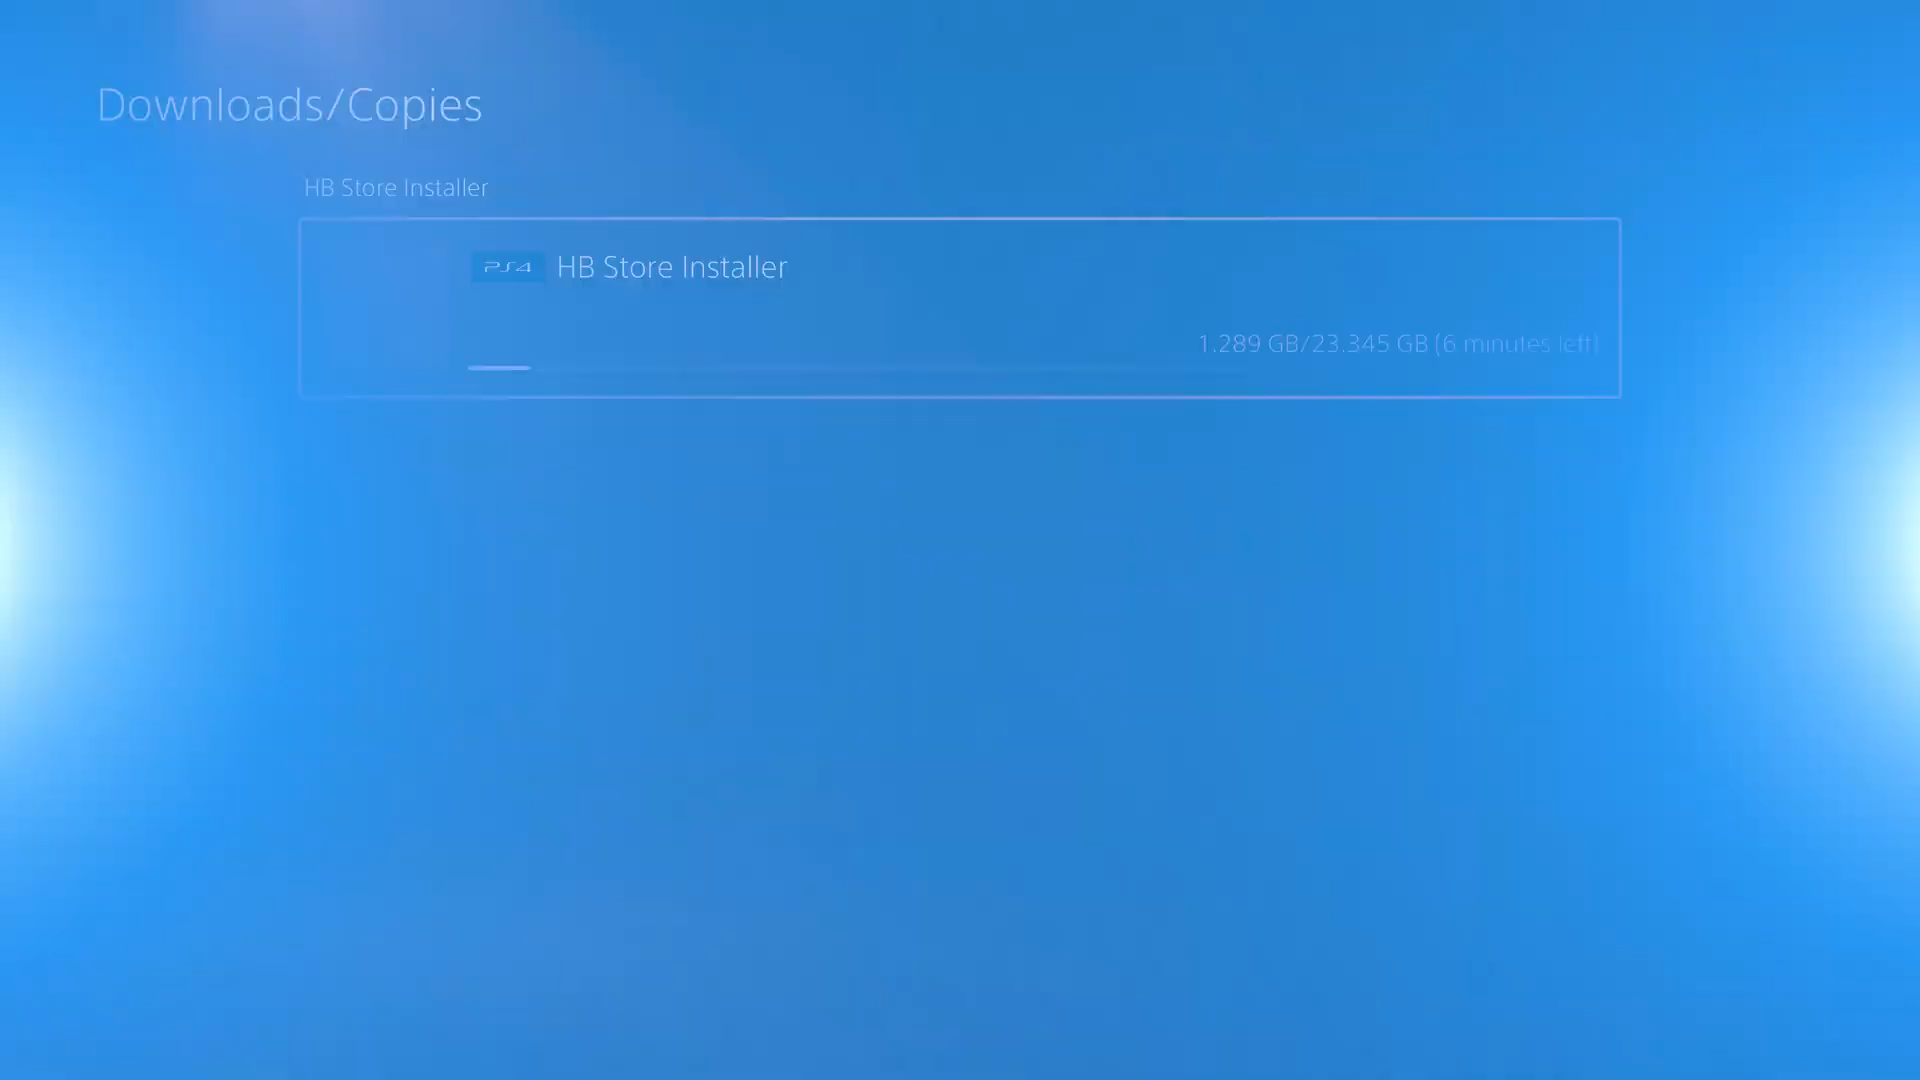 Downloads/Copies
HB Store Installer
PS4 HB Store Installer
1.289 GB/23.345 GB (6 minutes left)